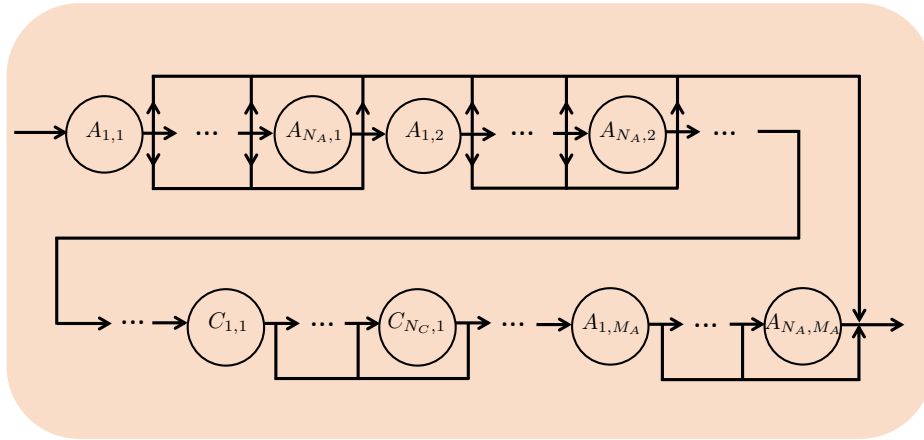 A_{1,1} ... A_{N_A,1} A_{1,2} ... A_{N_A,2} ...
... C_{1,1} ... C_{N_C,1} ... A_{1,M_A} ... A_{N_A,M_A}